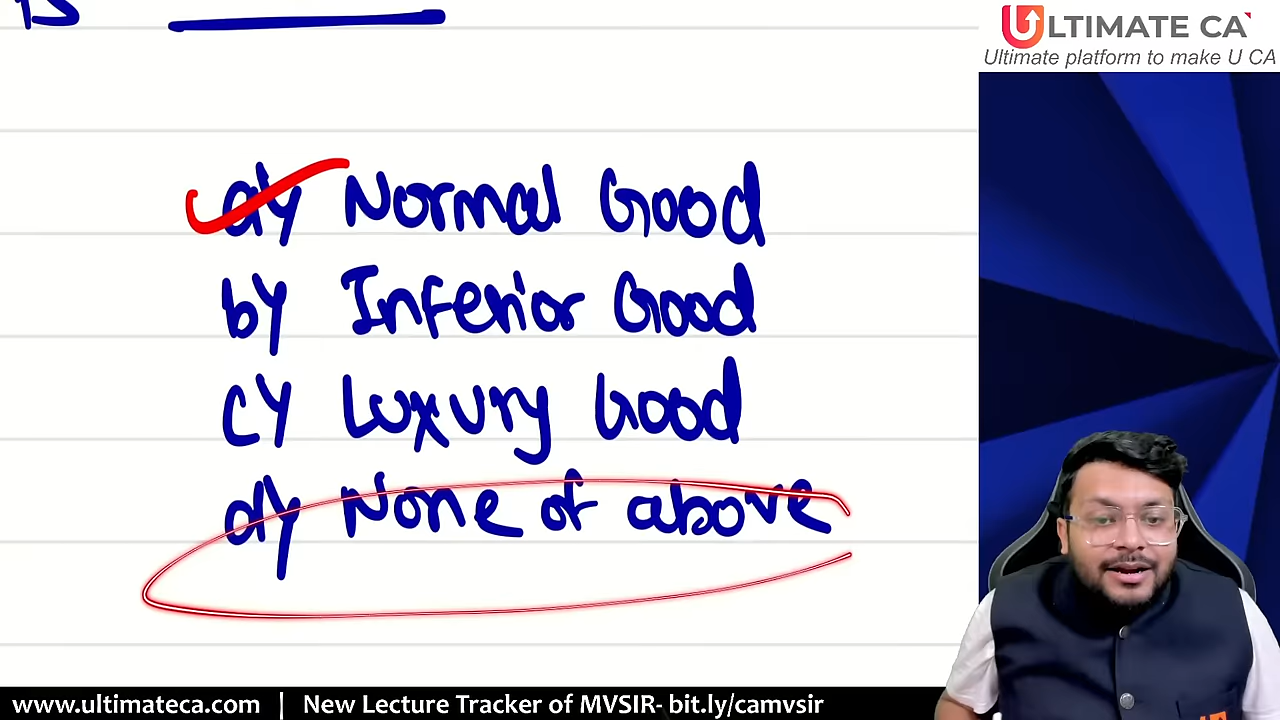 is
ULTIMATE CA
Ultimate platform to make U CA
a) Normal Good
b) Inferior Good
c) Luxury Good
d) None of above
www.ultimateca.com | New Lecture Tracker of MVSIR- bit.ly/camvsir